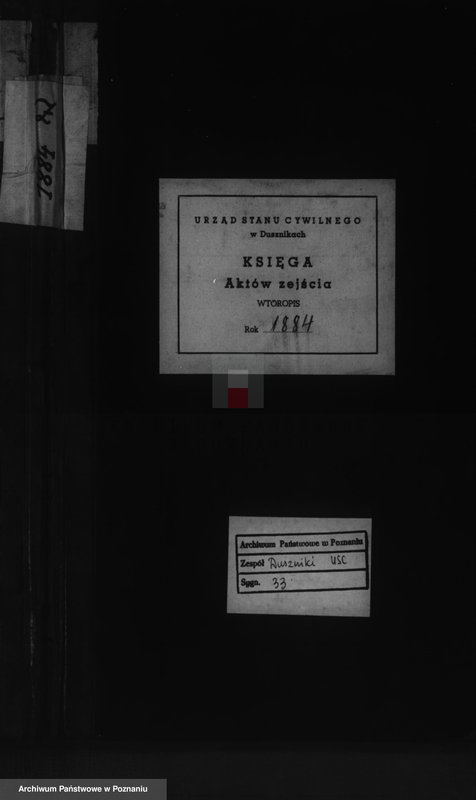 1884
URZĄD STANU CYWILNEGO
w Dusznikach
KSIĘGA
Aktów zejścia
WTOROPIS
Rok 1884
Archiwum Państwowe w Poznaniu
Zespół Duszniki USC
Sygn. 33
Archiwum Państwowe w Poznaniu